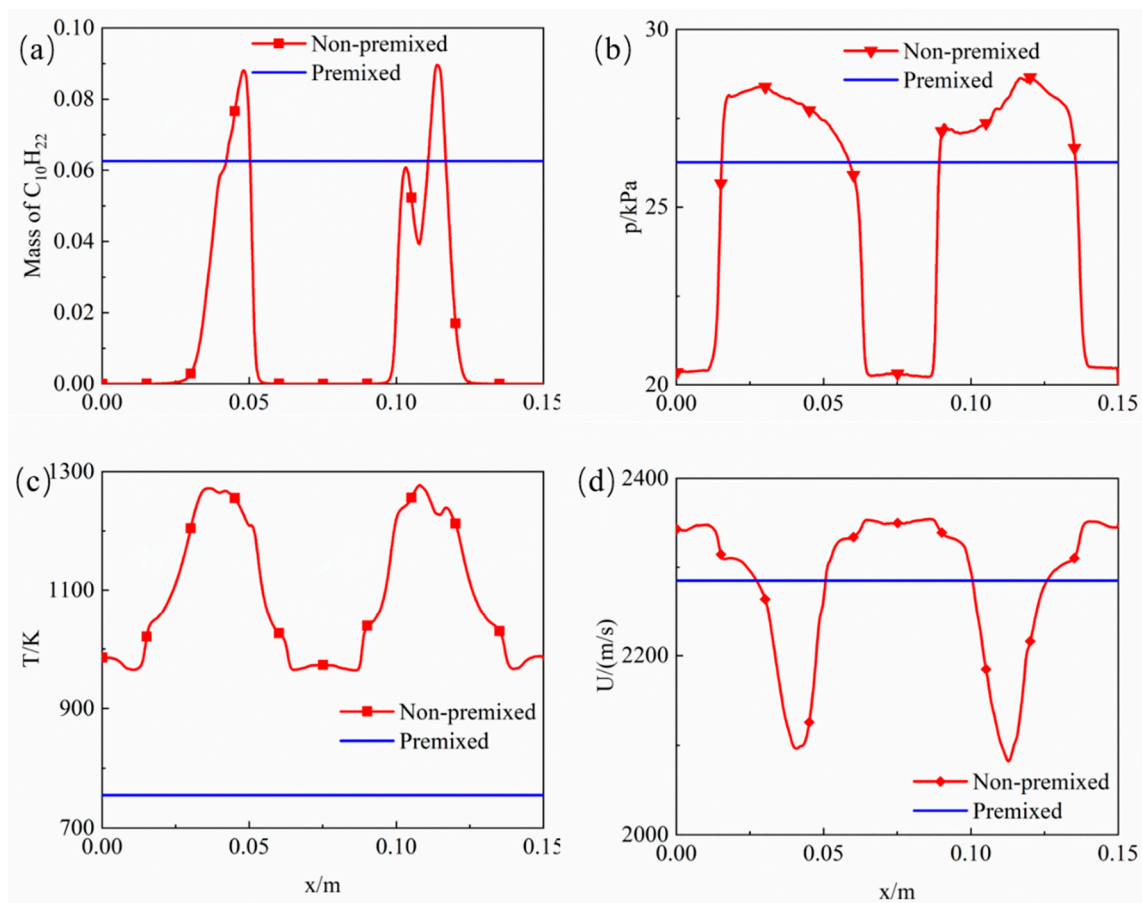 (a)
0.10
0.08
0.06
0.04
0.02
0.00
Mass of C10H22
Non-premixed
Premixed
0.00 0.05 0.10 0.15
(b)
30
25
20
p/kPa
Non-premixed
Premixed
0.00 0.05 0.10 0.15
(c)
1300
1100
900
700
T/K
Non-premixed
Premixed
0.00 0.05 0.10 0.15
x/m
(d)
2400
2200
2000
U/(m/s)
Non-premixed
Premixed
0.00 0.05 0.10 0.15
x/m